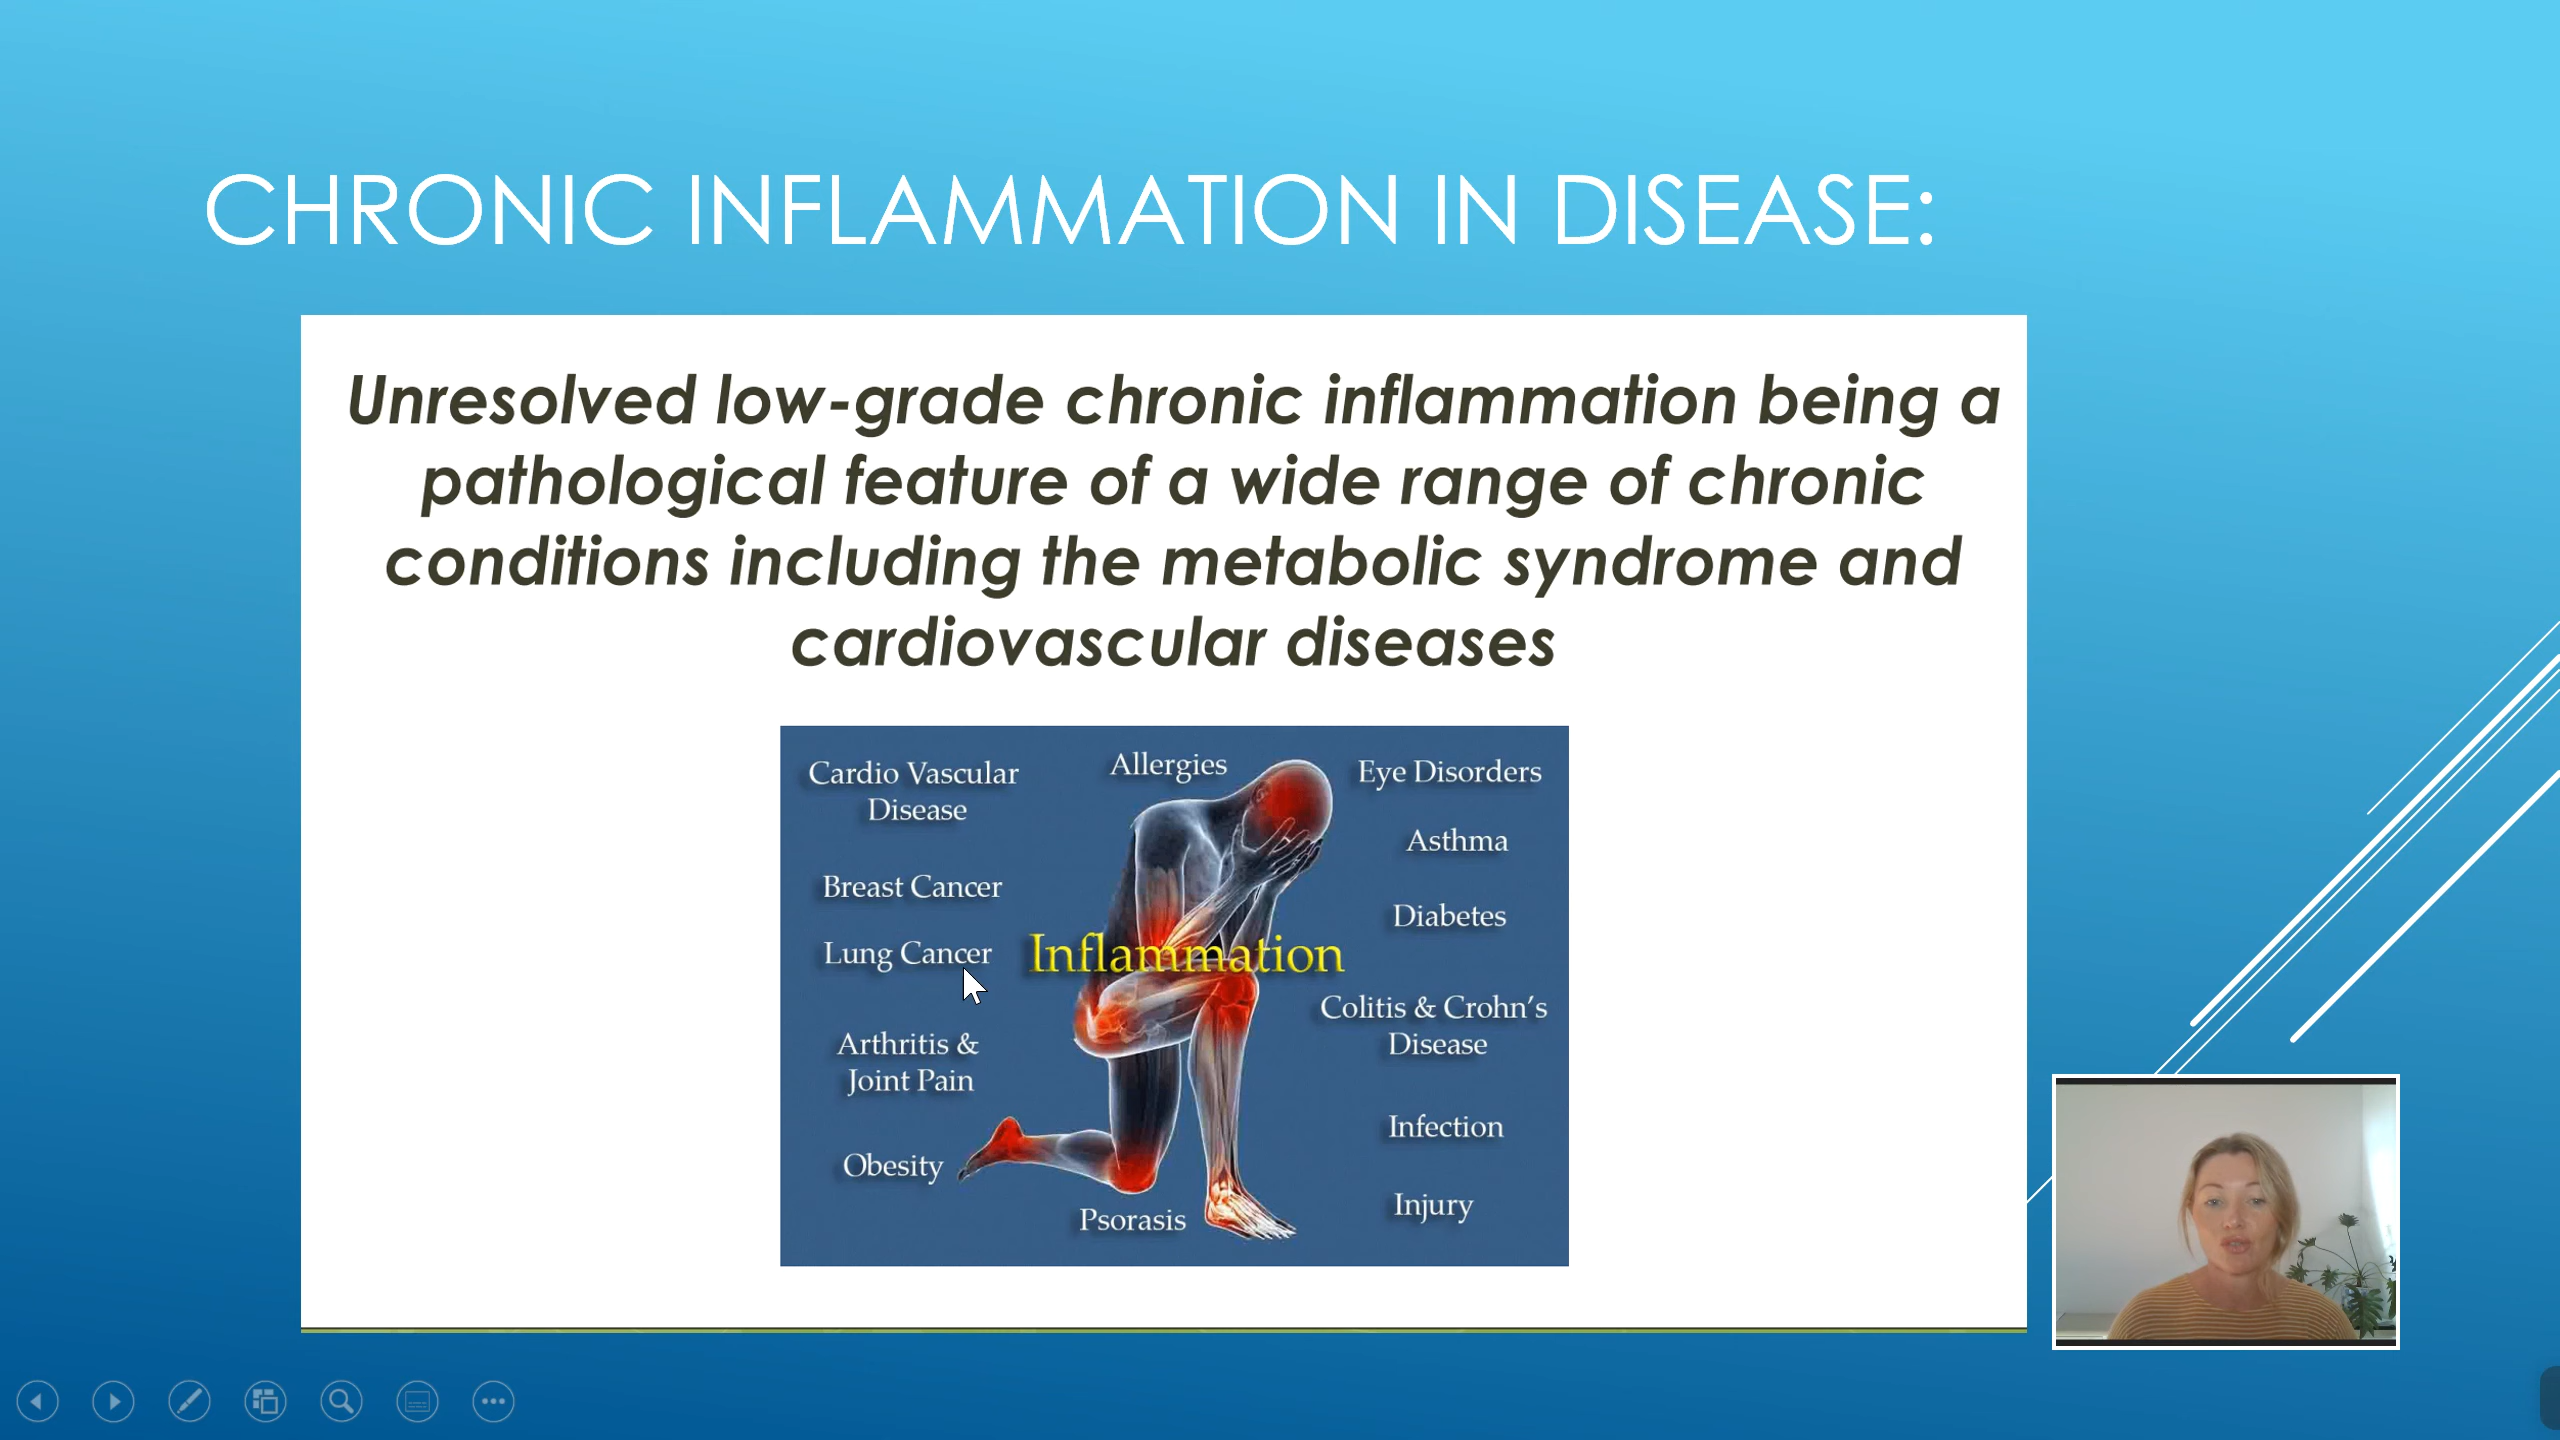 CHRONIC INFLAMMATION IN DISEASE:
Unresolved low-grade chronic inflammation being a
pathological feature of a wide range of chronic
conditions including the metabolic syndrome and
cardiovascular diseases
Cardio Vascular
Disease
Allergies
Eye Disorders
Asthma
Breast Cancer
Diabetes
Lung Cancer
Inflammation
Colitis & Crohn's
Disease
Arthritis &
Joint Pain
Infection
Obesity
Injury
Psorasis